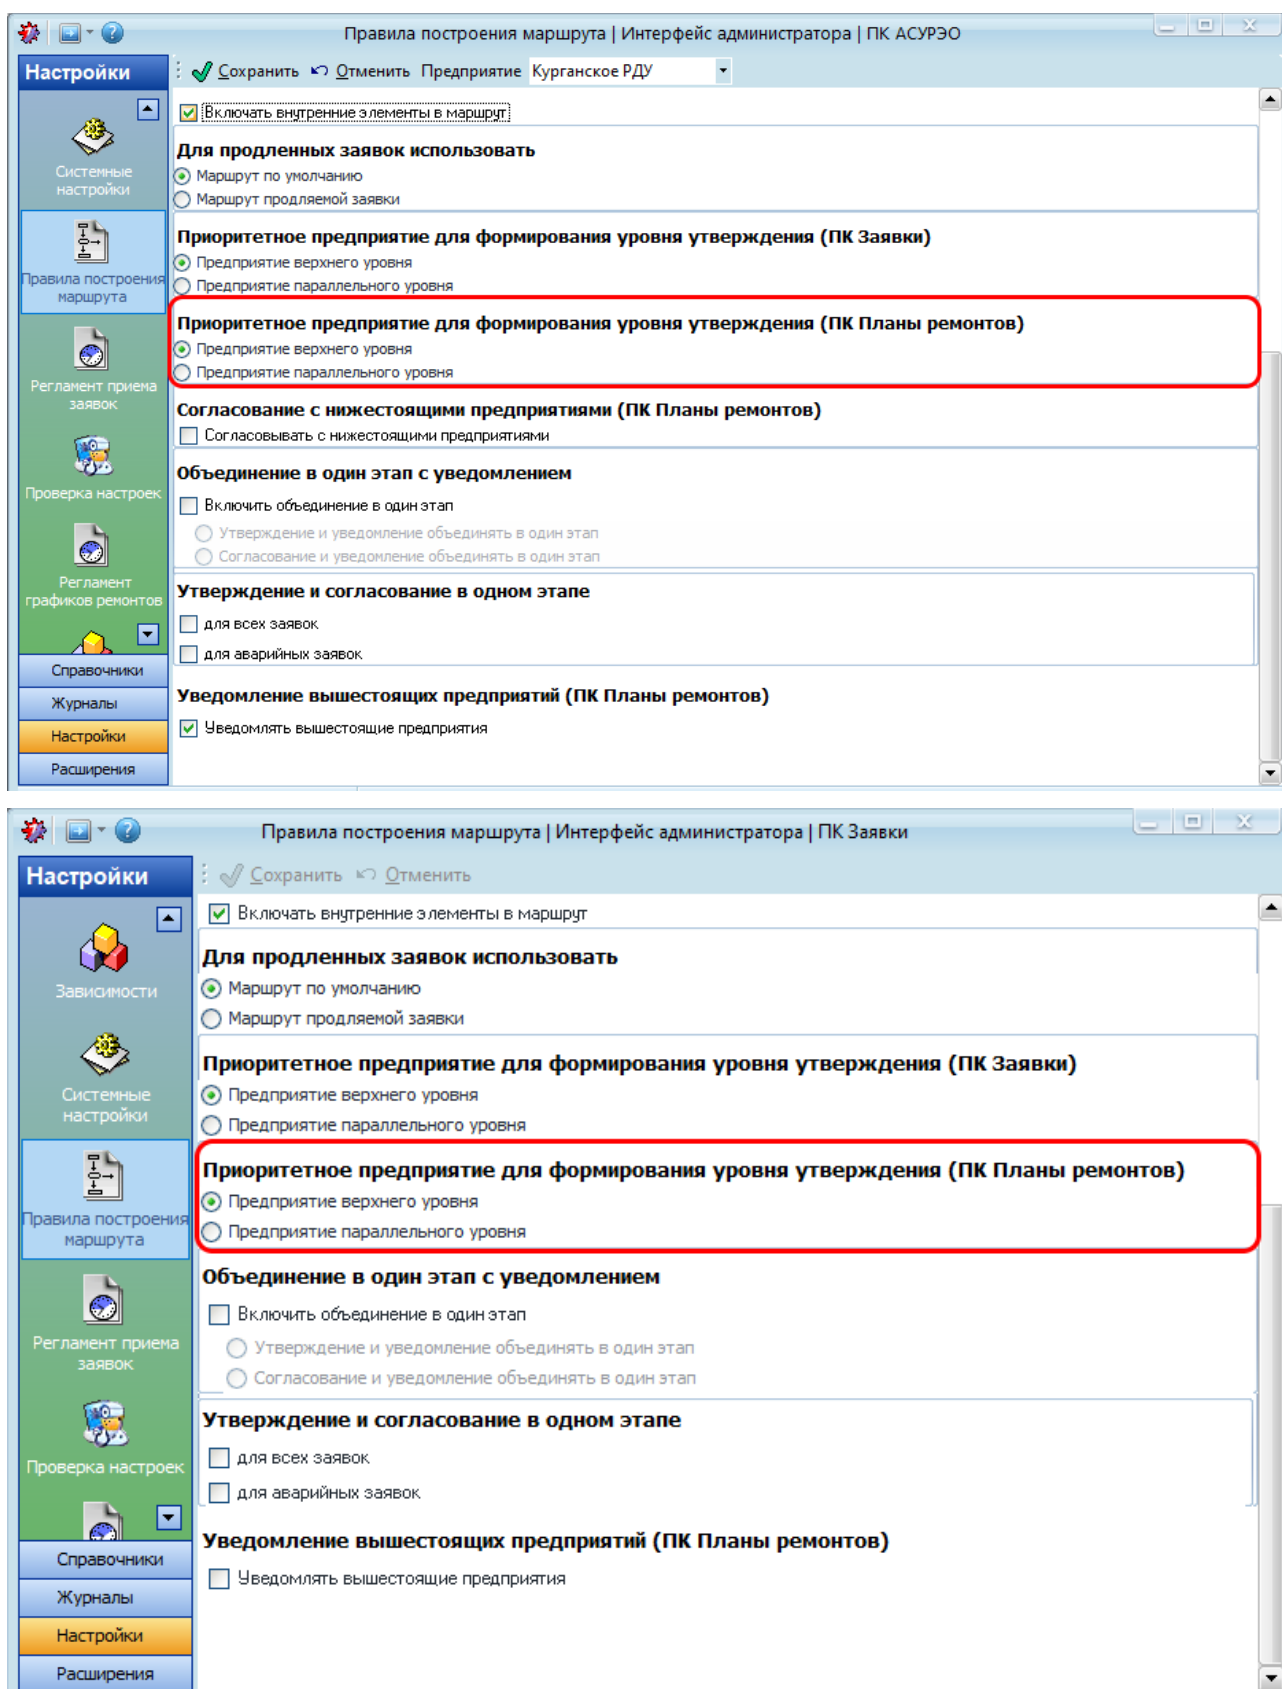 Правила построения маршрута | Интерфейс администратора | ПК АСУРЭО
Настройки
Сохранить Отменить Предприятие Курганское РДУ
Включать внутренние элементы в маршрут
Для продленных заявок использовать
Маршрут по умолчанию
Маршрут продляемой заявки
Приоритетное предприятие для формирования уровня утверждения (ПК Заявки)
Предприятие верхнего уровня
Предприятие параллельного уровня
Приоритетное предприятие для формирования уровня утверждения (ПК Планы ремонтов)
Предприятие верхнего уровня
Предприятие параллельного уровня
Согласование с нижестоящими предприятиями (ПК Планы ремонтов)
Согласовывать с нижестоящими предприятиями
Объединение в один этап с уведомлением
Включить объединение в один этап
Утверждение и уведомление объединять в один этап
Согласование и уведомление объединять в один этап
Утверждение и согласование в одном этапе
для всех заявок
для аварийных заявок
Уведомление вышестоящих предприятий (ПК Планы ремонтов)
Уведомлять вышестоящие предприятия
Системные
настройки
Правила построения
маршрута
Регламент приема
заявок
Проверка настроек
Регламент
графиков ремонтов
Справочники
Журналы
Настройки
Расширения
Правила построения маршрута | Интерфейс администратора | ПК Заявки
Настройки
Сохранить Отменить
Включать внутренние элементы в маршрут
Для продленных заявок использовать
Маршрут по умолчанию
Маршрут продляемой заявки
Приоритетное предприятие для формирования уровня утверждения (ПК Заявки)
Предприятие верхнего уровня
Предприятие параллельного уровня
Приоритетное предприятие для формирования уровня утверждения (ПК Планы ремонтов)
Предприятие верхнего уровня
Предприятие параллельного уровня
Объединение в один этап с уведомлением
Включить объединение в один этап
Утверждение и уведомление объединять в один этап
Согласование и уведомление объединять в один этап
Утверждение и согласование в одном этапе
для всех заявок
для аварийных заявок
Уведомление вышестоящих предприятий (ПК Планы ремонтов)
Уведомлять вышестоящие предприятия
Зависимости
Системные
настройки
Правила построения
маршрута
Регламент приема
заявок
Проверка настроек
Справочники
Журналы
Настройки
Расширения